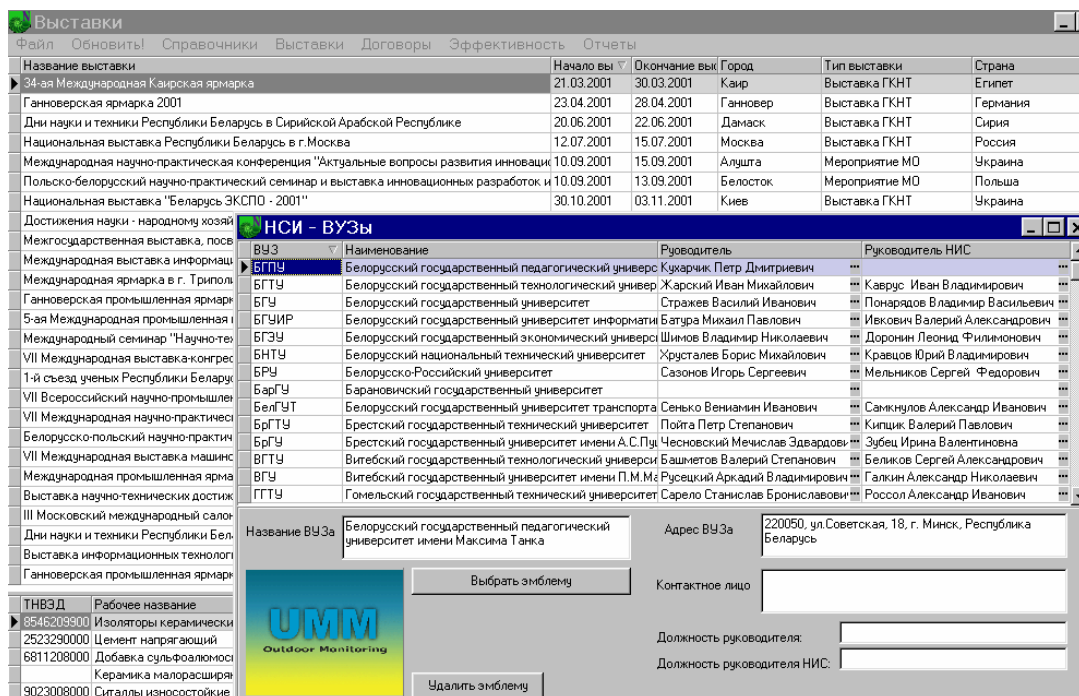 Выставки
Файл Обновить! Справочники Выставки Договоры Эффективность Отчеты
Название выставки Начало вы Окончание вы Город Тип выставки Страна
34-ая Международная Каирская ярмарка 21.03.2001 30.03.2001 Каир Выставка ГКНТ Египет
Ганноверская ярмарка 2001 23.04.2001 28.04.2001 Ганновер Выставка ГКНТ Германия
Дни науки и техники Республики Беларусь в Сирийской Арабской Республике 20.06.2001 22.06.2001 Дамаск Выставка ГКНТ Сирия
Национальная выставка Республики Беларусь в г.Москва 12.07.2001 15.07.2001 Москва Выставка ГКНТ Россия
Международная научно-практическая конференция "Актуальные вопросы развития инноваци 10.09.2001 15.09.2001 Алушта Мероприятие МО Украина
Польско-белорусский научно-практический семинар и выставка инновационных разработок и 10.09.2001 13.09.2001 Белосток Мероприятие МО Польша
Национальная выставка "Беларусь ЭКСПО - 2001" 30.10.2001 03.11.2001 Киев Выставка ГКНТ Украина
Достижения науки - народному хозяй
Межгосударственная выставка, посв
Международная выставка информац
Международная ярмарка в г. Триполи
Ганноверская промышленная ярмарк
5-ая Международная промышленная
Международный семинар "Научно-тех
VII Международная выставка-конгрес
1-й съезд ученых Республики Беларус
VII Всероссийский научно-промышлен
VII Международная научно-практичес
Белорусско-польский научно-практич
VII Международная выставка машинс
Международная промышленная ярма
Выставка научно-технических достиж
III Московский международный салон
Дни науки и техники Республики Бел
Выставка информационных технологи
Ганноверская промышленная ярмарк
ТНВЭД Рабочее название
8546209900 Изоляторы керамически
2523290000 Цемент напрягающий
6811208000 Добавка сульфоалюмос
Керамика малорасширя
9023008000 Ситаллы износостойкие
НСИ - ВУЗы
ВУЗ Наименование Руоводитель Руководитель НИС
БГПУ Белорусский государственный педагогический универс Кухарчик Петр Дмитриевич
БГТУ Белорусский государственный технологический универ Жарский Иван Михайлович Каврус Иван Владимирович
БГУ Белорусский государственный университет Стражев Василий Иванович Понарядов Владимир Васильевич
БГУИР Белорусский государственный университет информати Батура Михаил Павлович Ивкович Валерий Александрович
БГЭУ Белорусский государственный экономический универси Шимов Владимир Николаевич Доронин Леонид Филимонович
БНТУ Белорусский национальный технический университет Хрусталев Борис Михайлович Кравцов Юрий Владимирович
БРУ Белорусско-Российский университет Сазонов Игорь Сергеевич Мельников Сергей Федорович
БарГУ Барановичский государственный университет
БелГУТ Белорусский государственный университет транспорта Сенько Вениамин Иванович Самкнулов Александр Иванович
БрГТУ Брестский государственный технический университет Пойта Петр Степанович Кипцик Валерий Павлович
БрГУ Брестский государственный университет имени А.С.Пу Чесновский Мечислав Эдвардови Зубец Ирина Валентиновна
ВГТУ Витебский государственный технологический универси Башметов Валерий Степанович Беликов Сергей Александрович
ВГУ Витебский государственный университет имени П.М.Ма Русецкий Аркадий Владимирович Галкин Александр Николаевич
ГГТУ Гомельский государственный технический университет Сарело Станислав Брониславови Россол Александр Иванович
Название ВУЗа Белорусский государственный педагогический
университет имени Максима Танка
Адрес ВУЗа 220050, ул.Советская, 18, г. Минск, Республика
Беларусь
Выбрать эмблему
Контактное лицо
UMM
Outdoor Monitoring
Должность руководителя:
Должность руководителя НИС:
Удалить эмблему